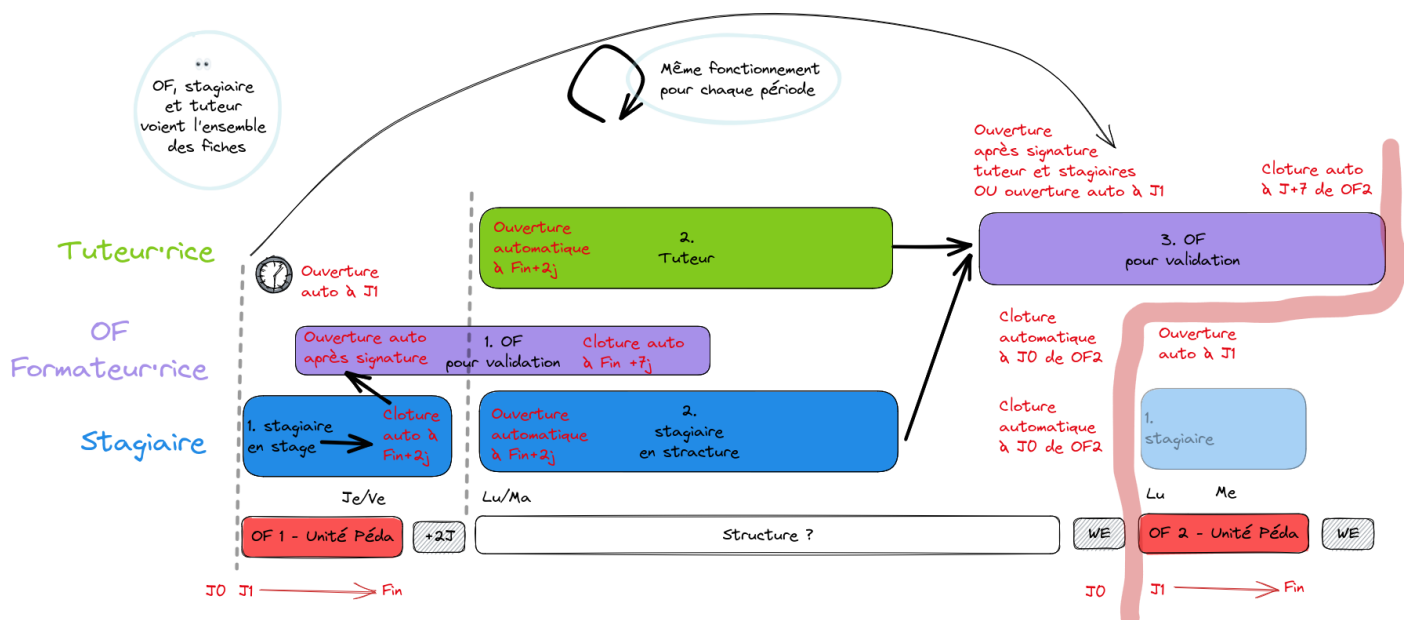 OF, stagiaire
et tuteur
voient l'ensemble
des fiches
Même fonctionnement
pour chaque période
Ouverture
après signature
tuteur et stagiaires
OU ouverture auto à J1
Cloture auto
à J+7 de OF2
Tuteur·rice
Ouverture
auto à J1
Ouverture
automatique
à Fin+2j
2.
Tuteur
3. OF
pour validation
OF
Formateur·rice
Ouverture auto
après signature
1. OF
pour validation
Cloture auto
à Fin +7j
Cloture
automatique
à J0 de OF2
Ouverture
auto à J1
Stagiaire
1. stagiaire
en stage
Cloture
auto à
Fin+2j
Ouverture
automatique
à Fin+2j
2.
stagiaire
en stracture
Cloture
automatique
à J0 de OF2
1.
stagiaire
Je/Ve
Lu/Ma
Lu
Me
OF 1 - Unité Péda
+2J
Structure ?
WE
OF 2 - Unité Péda
WE
J0
J1
Fin
J0
J1
Fin